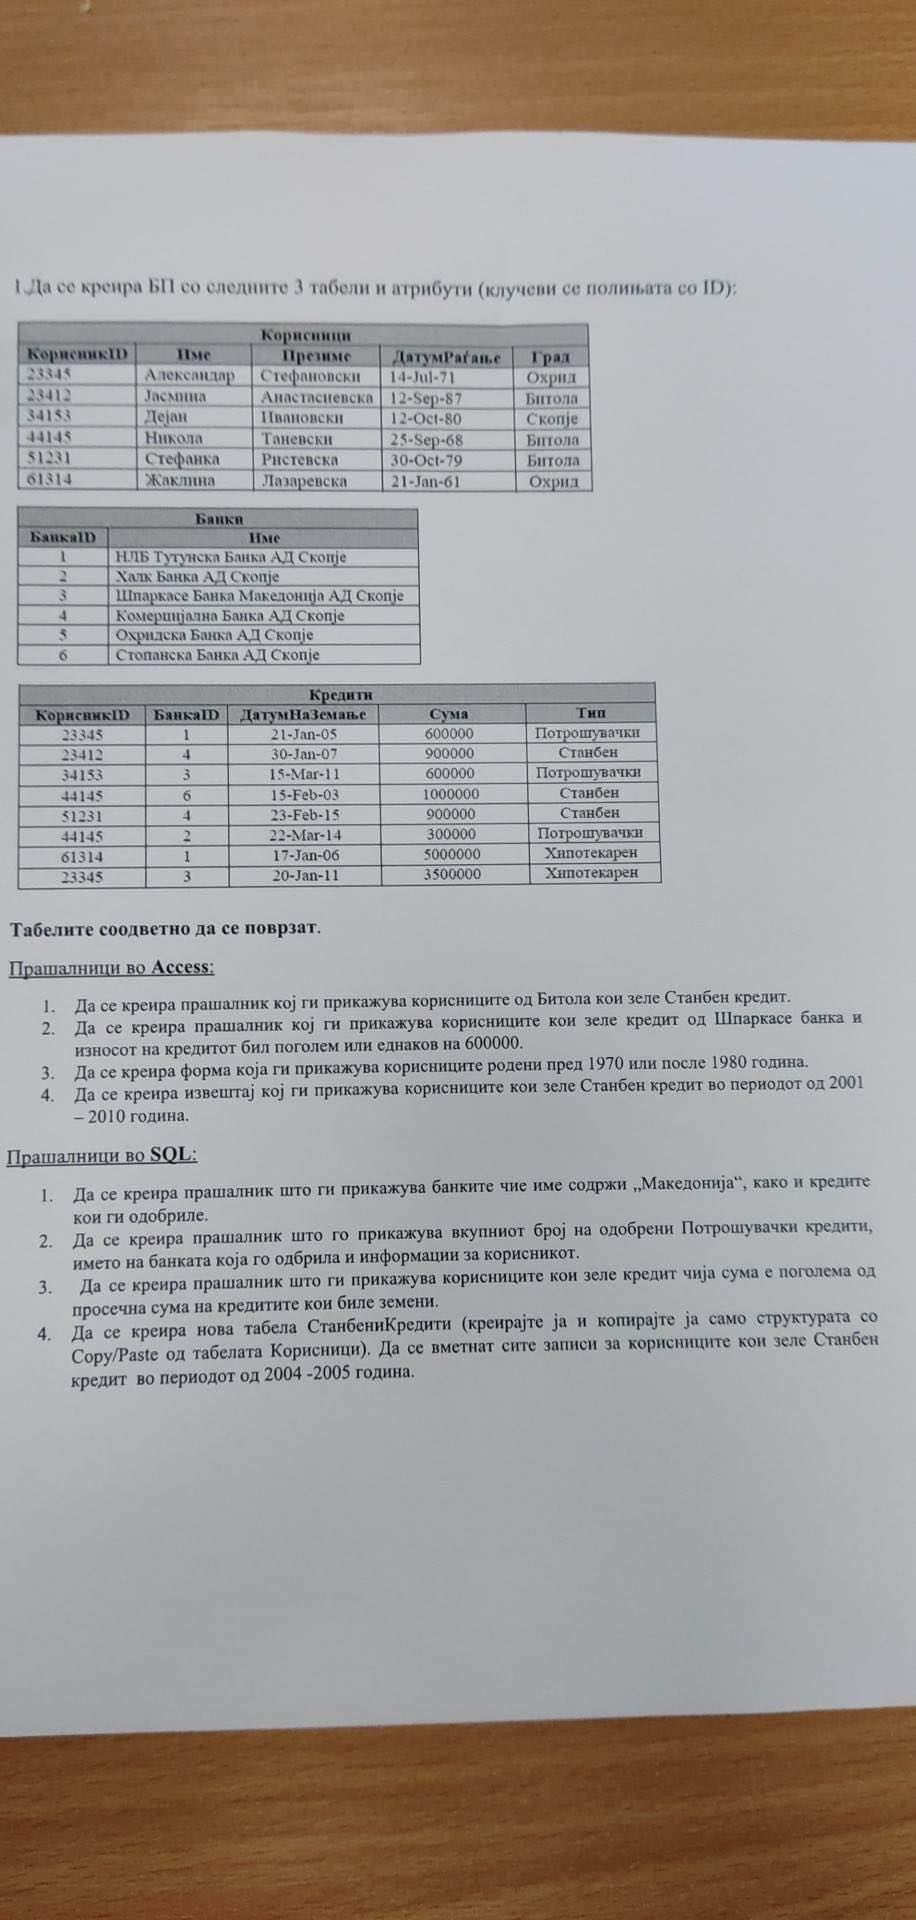 1.Да се креира БП со следните 3 табели и атрибути (клучеви се полињата со ID):
Корисници
КорисникID Име Презиме ДатумРаѓање Град
23345 Александар Стефановски 14-Jul-71 Охрид
23412 Јасмина Анастасиевска 12-Sep-87 Битола
34153 Дејан Ивановски 12-Oct-80 Скопје
44145 Никола Таневски 25-Sep-68 Битола
51231 Стефанка Ристевска 30-Oct-79 Битола
61314 Жаклина Лазаревска 21-Jan-61 Охрид
Банки
БанкаID Име
1 НЛБ Тутунска Банка АД Скопје
2 Халк Банка АД Скопје
3 Шпаркасе Банка Македонија АД Скопје
4 Комерцијална Банка АД Скопје
5 Охридска Банка АД Скопје
6 Стопанска Банка АД Скопје
Кредити
КорисникID БанкаID ДатумНаЗемање Сума Тип
23345 1 21-Jan-05 600000 Потрошувачки
23412 4 30-Jan-07 900000 Станбен
34153 3 15-Mar-11 600000 Потрошувачки
44145 6 15-Feb-03 1000000 Станбен
51231 4 23-Feb-15 900000 Станбен
44145 2 22-Mar-14 300000 Потрошувачки
61314 1 17-Jan-06 5000000 Хипотекарен
23345 3 20-Jan-11 3500000 Хипотекарен
Табелите соодветно да се поврзат.
Прашалници во Access:
1. Да се креира прашалник кој ги прикажува корисниците од Битола кои зеле Станбен кредит.
2. Да се креира прашалник кој ги прикажува корисниците кои зеле кредит од Шпаркасе банка и
износот на кредитот бил поголем или еднаков на 600000.
3. Да се креира форма која ги прикажува корисниците родени пред 1970 или после 1980 година.
4. Да се креира извештај кој ги прикажува корисниците кои зеле Станбен кредит во периодот од 2001
– 2010 година.
Прашалници во SQL:
1. Да се креира прашалник што ги прикажува банките чие име содржи „Македонија“, како и кредите
кои ги одобриле.
2. Да се креира прашалник што го прикажува вкупниот број на одобрени Потрошувачки кредити,
името на банката која го одбрила и информации за корисникот.
3. Да се креира прашалник што ги прикажува корисниците кои зеле кредит чија сума е поголема од
просечна сума на кредитите кои биле земени.
4. Да се креира нова табела СтанбениКредити (креирајте ја и копирајте ја само структурата со
Copy/Paste од табелата Корисници). Да се вметнат сите записи за корисниците кои зеле Станбен
кредит во периодот од 2004 -2005 година.